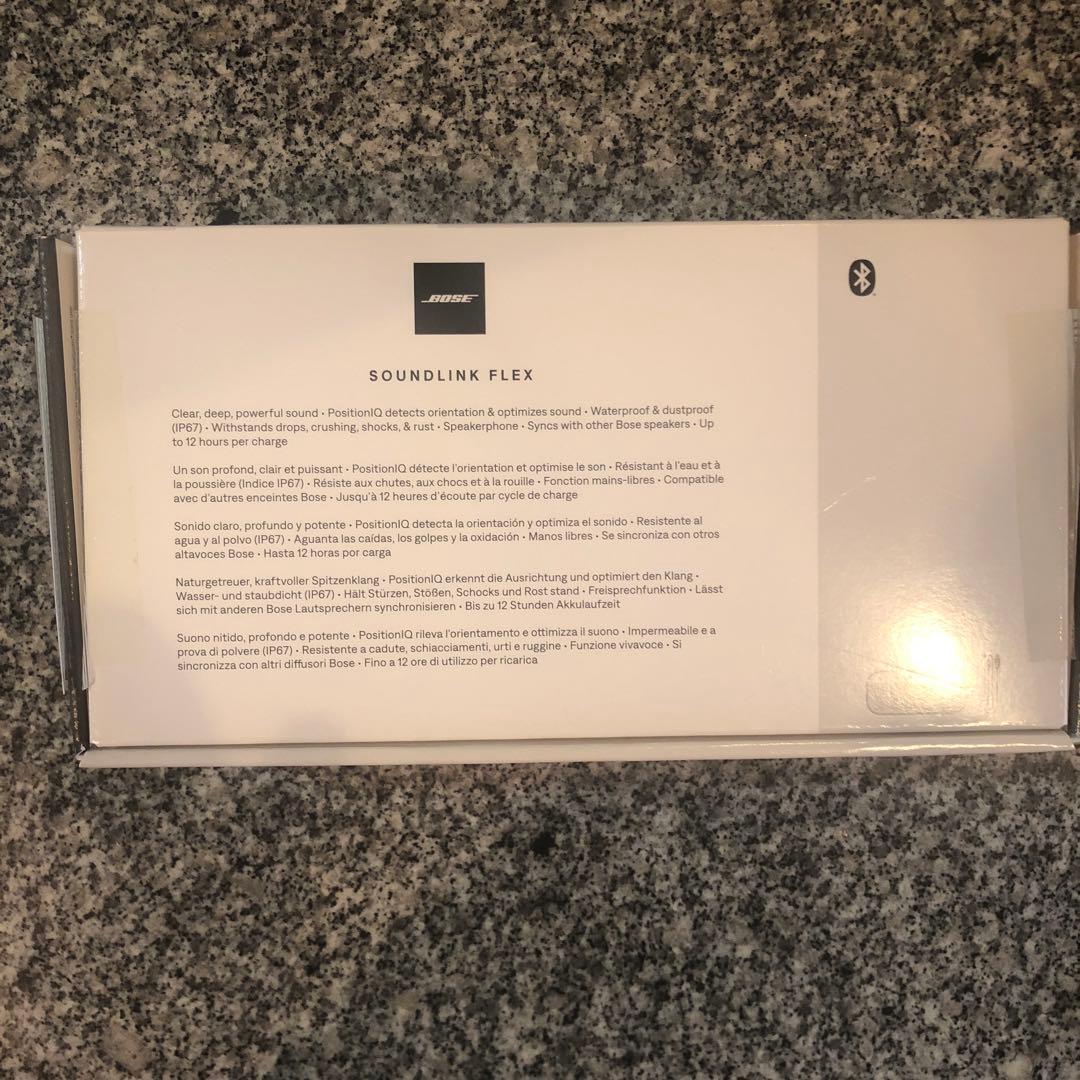 BOSE
SOUNDLINK FLEX
Clear, deep, powerful sound • PositionIQ detects orientation & optimizes sound • Waterproof & dustproof
(IP67) • Withstands drops, crushing, shocks, & rust • Speakerphone • Syncs with other Bose speakers • Up
to 12 hours per charge
Un son profond, clair et puissant • PositionIQ détecte l'orientation et optimise le son • Résistant à l'eau et à
la poussière (Indice IP67) • Résiste aux chutes, aux chocs et à la rouille • Fonction mains-libres • Compatible
avec d'autres enceintes Bose • Jusqu'à 12 heures d'écoute par cycle de charge
Sonido claro, profundo y potente • PositionIQ detecta la orientación y optimiza el sonido • Resistente al
agua y al polvo (IP67) • Aguanta las caídas, los golpes y la oxidación • Manos libres • Se sincroniza con otros
altavoces Bose • Hasta 12 horas por carga
Naturgetreuer, kraftvoller Spitzenklang • PositionIQ erkennt die Ausrichtung und optimiert den Klang •
Wasser- und staubdicht (IP67) • Hält Stürzen, Stößen, Schocks und Rost stand • Freisprechfunktion • Lässt
sich mit anderen Bose Lautsprechern synchronisieren • Bis zu 12 Stunden Akkulaufzeit
Suono nitido, profondo e potente • PositionIQ rileva l'orientamento e ottimizza il suono • Impermeabile e a
prova di polvere (IP67) • Resistente a cadute, schiacciamenti, urti e ruggine • Funzione vivavoce • Si
sincronizza con altri diffusori Bose • Fino a 12 ore di utilizzo per ricarica